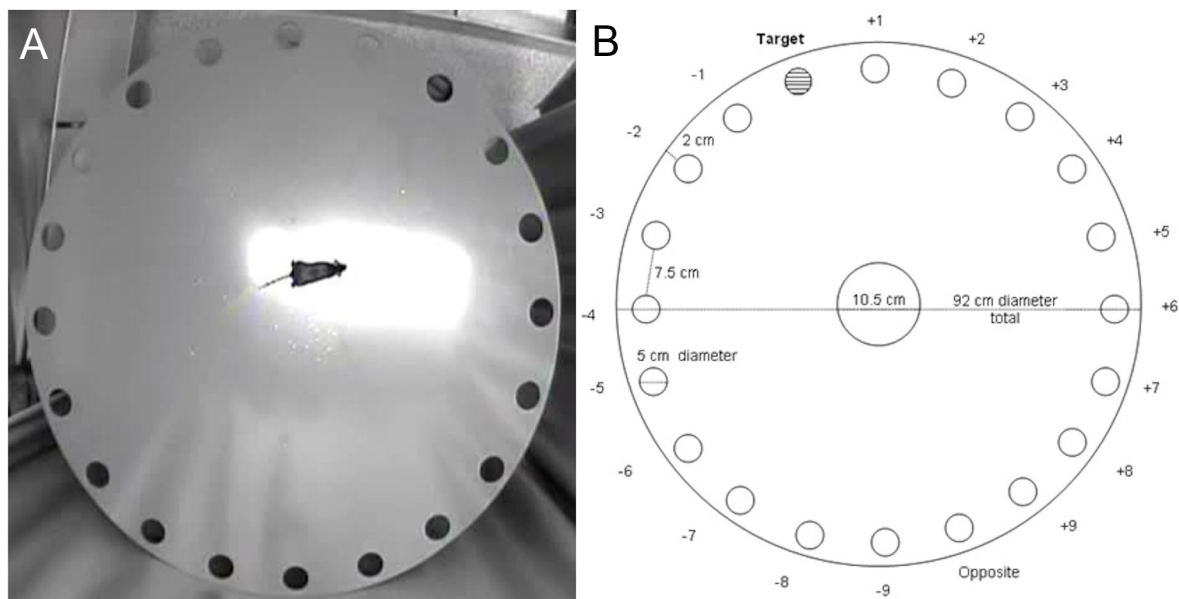 A
B
+1
Target
+2
-1
+3
-2
2 cm
+4
-3
+5
7.5 cm
10.5 cm
92 cm diameter
total
+6
-4
5 cm diameter
-5
+7
-6
+8
-7
+9
Opposite
-8
-9